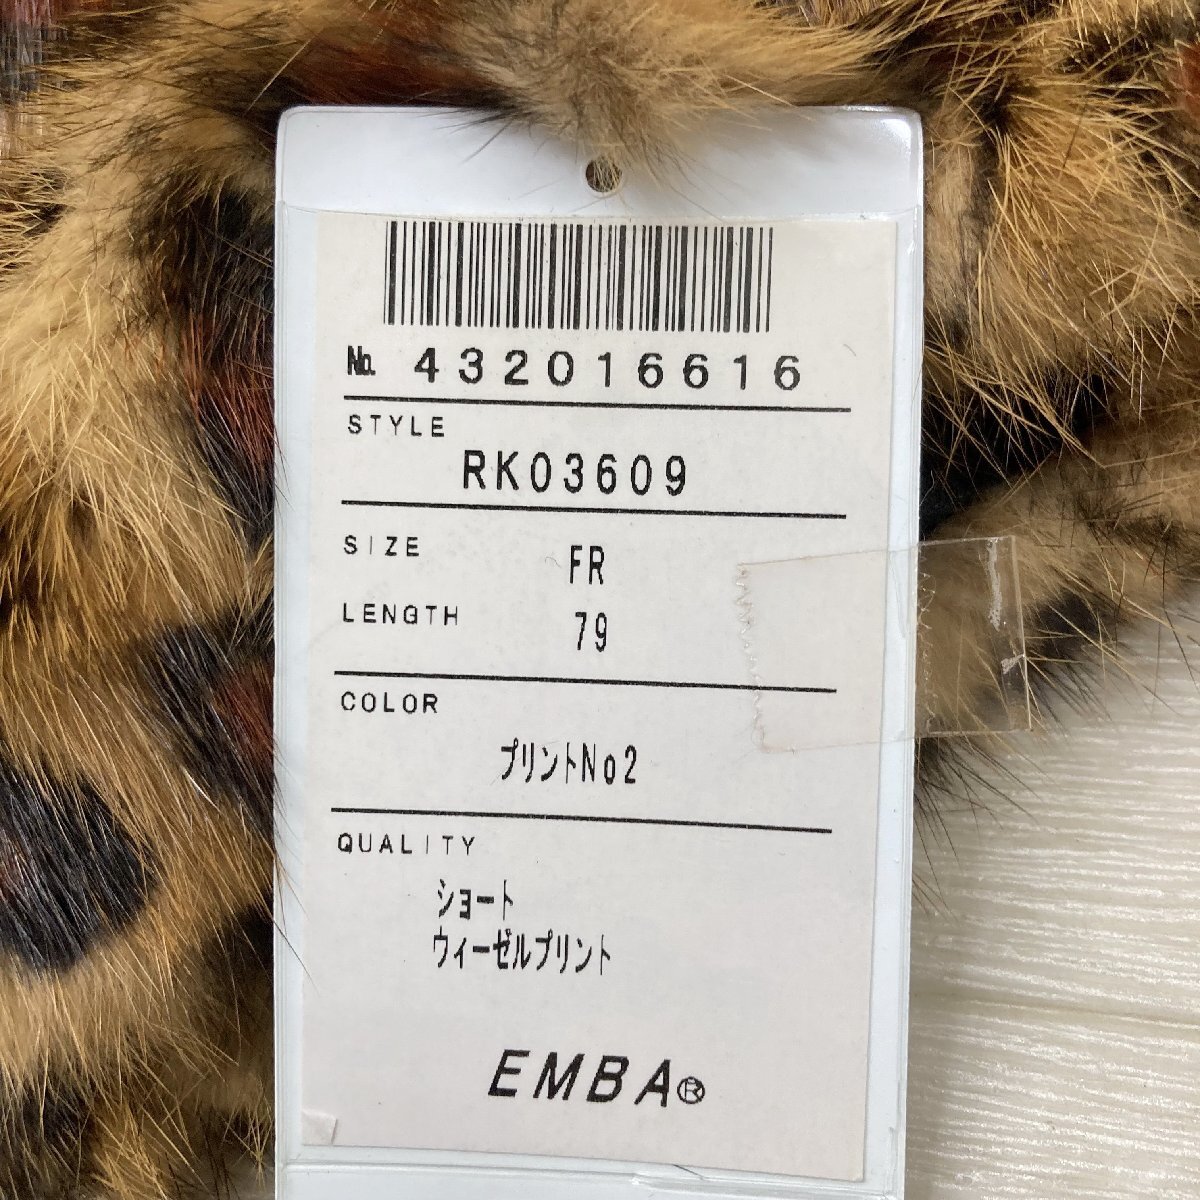 № 432016616
STYLE
RK03609
SIZE FR
LENGTH 79
COLOR
プリントNo2
QUALITY
ショート
ウィーゼルプリント
EMBA®